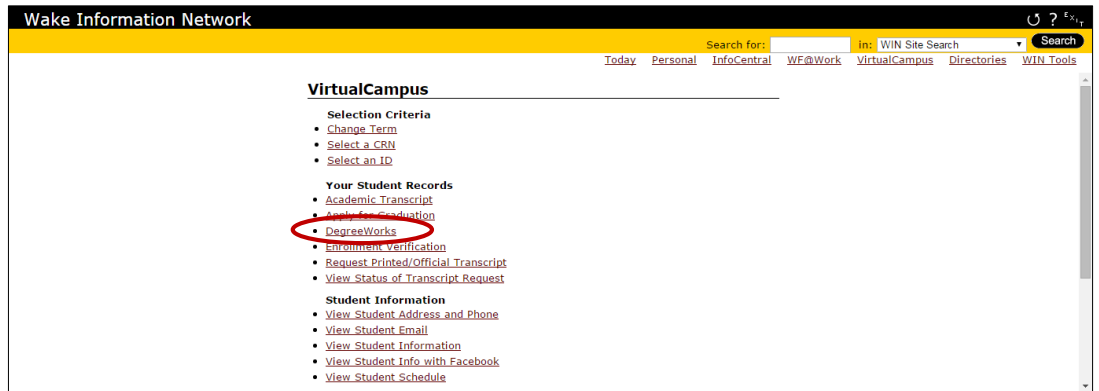 Wake Information Network
? EXIT
Search for: in: WIN Site Search Search
Today Personal InfoCentral WF@Work VirtualCampus Directories WIN Tools
VirtualCampus
Selection Criteria
Change Term
Select a CRN
Select an ID
Your Student Records
Academic Transcript
Apply for Graduation
DegreeWorks
Enrollment Verification
Request Printed/Official Transcript
View Status of Transcript Request
Student Information
View Student Address and Phone
View Student Email
View Student Information
View Student Info with Facebook
View Student Schedule